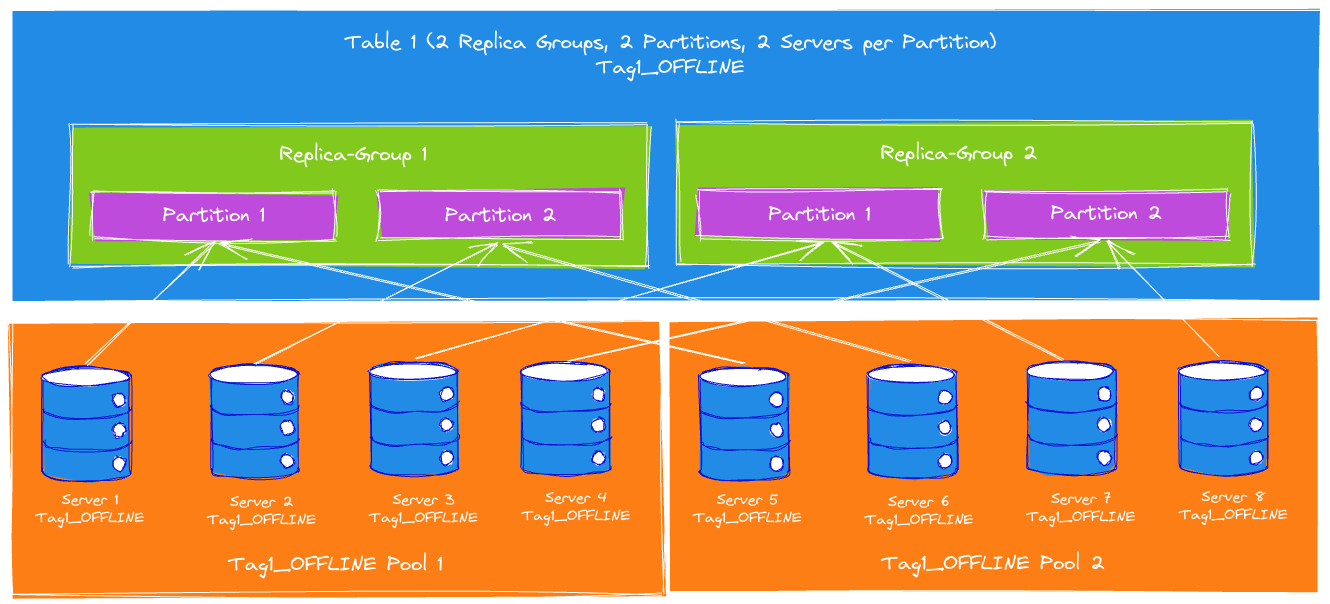 Table 1 (2 Replica Groups, 2 Partitions, 2 Servers per Partition)
Tag1_OFFLINE
Replica-Group 1
Replica-Group 2
Partition 1
Partition 2
Partition 1
Partition 2
Server 1
Tag1_OFFLINE
Server 2
Tag1_OFFLINE
Server 3
Tag1_OFFLINE
Server 4
Tag1_OFFLINE
Server 5
Tag1_OFFLINE
Server 6
Tag1_OFFLINE
Server 7
Tag1_OFFLINE
Server 8
Tag1_OFFLINE
Tag1_OFFLINE Pool 1
Tag1_OFFLINE Pool 2